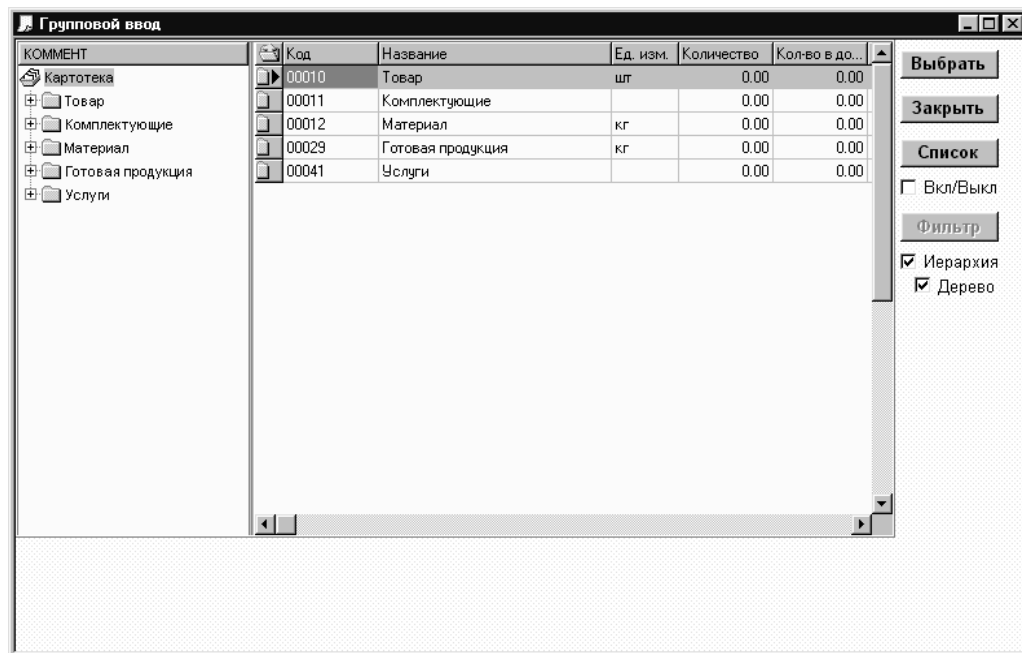 Групповой ввод
КОММЕНТ
Картотека
Товар
Комплектующие
Материал
Готовая продукция
Услуги
Код Название Ед. изм. Количество Кол-во в до...
00010 Товар шт 0.00 0.00
00011 Комплектующие 0.00 0.00
00012 Материал кг 0.00 0.00
00029 Готовая продукция кг 0.00 0.00
00041 Услуги 0.00 0.00
Выбрать
Закрыть
Список
Вкл/Выкл
Фильтр
Иерархия
Дерево